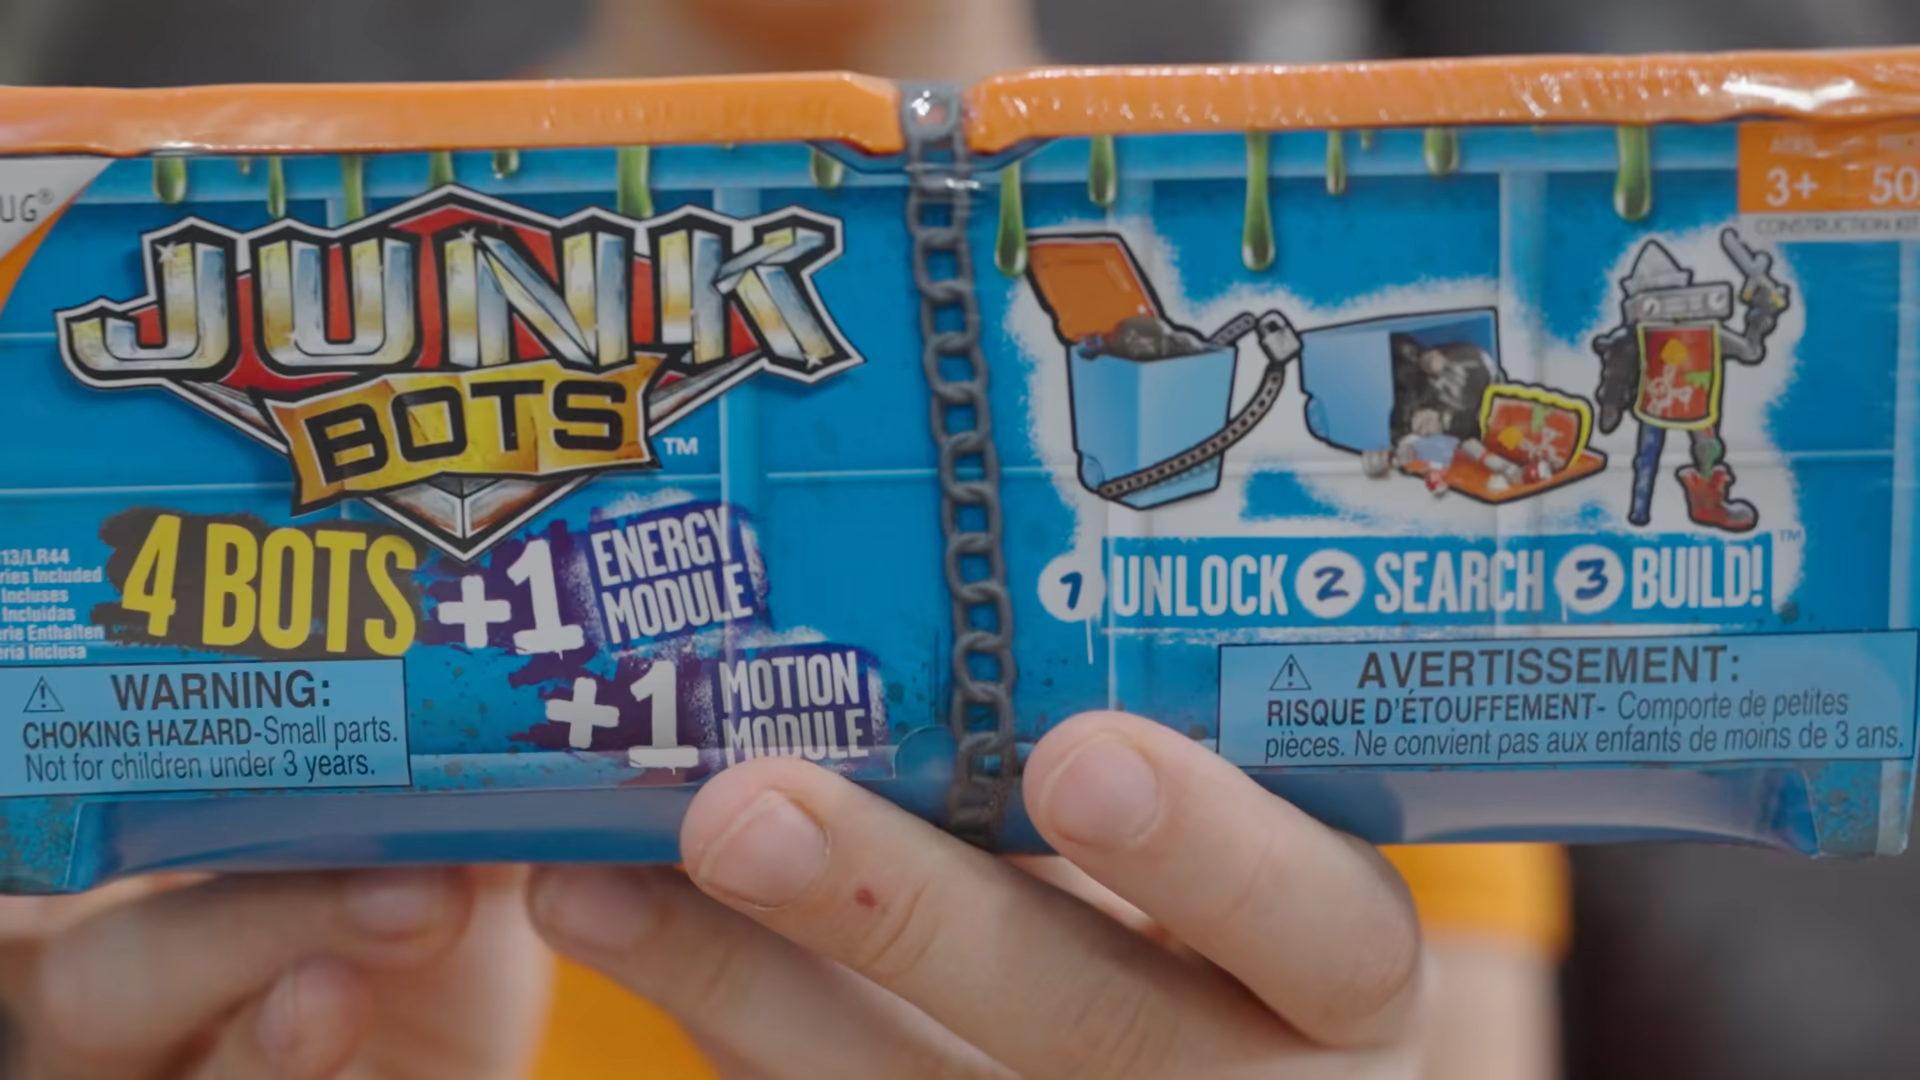 UG®
JUNK
BOTS
™
4 BOTS
+1 ENERGY
MODULE
+1 MOTION
MODULE
13/LR44
ries Included
Incluses
Incluidas
rie Enthalten
ria Inclusa
⚠ WARNING:
CHOKING HAZARD-Small parts.
Not for children under 3 years.
3+ 50
CONSTRUCTION KIT
1 UNLOCK 2 SEARCH 3 BUILD!
™
⚠ AVERTISSEMENT:
RISQUE D'ÉTOUFFEMENT- Comporte de petites
pièces. Ne convient pas aux enfants de moins de 3 ans.